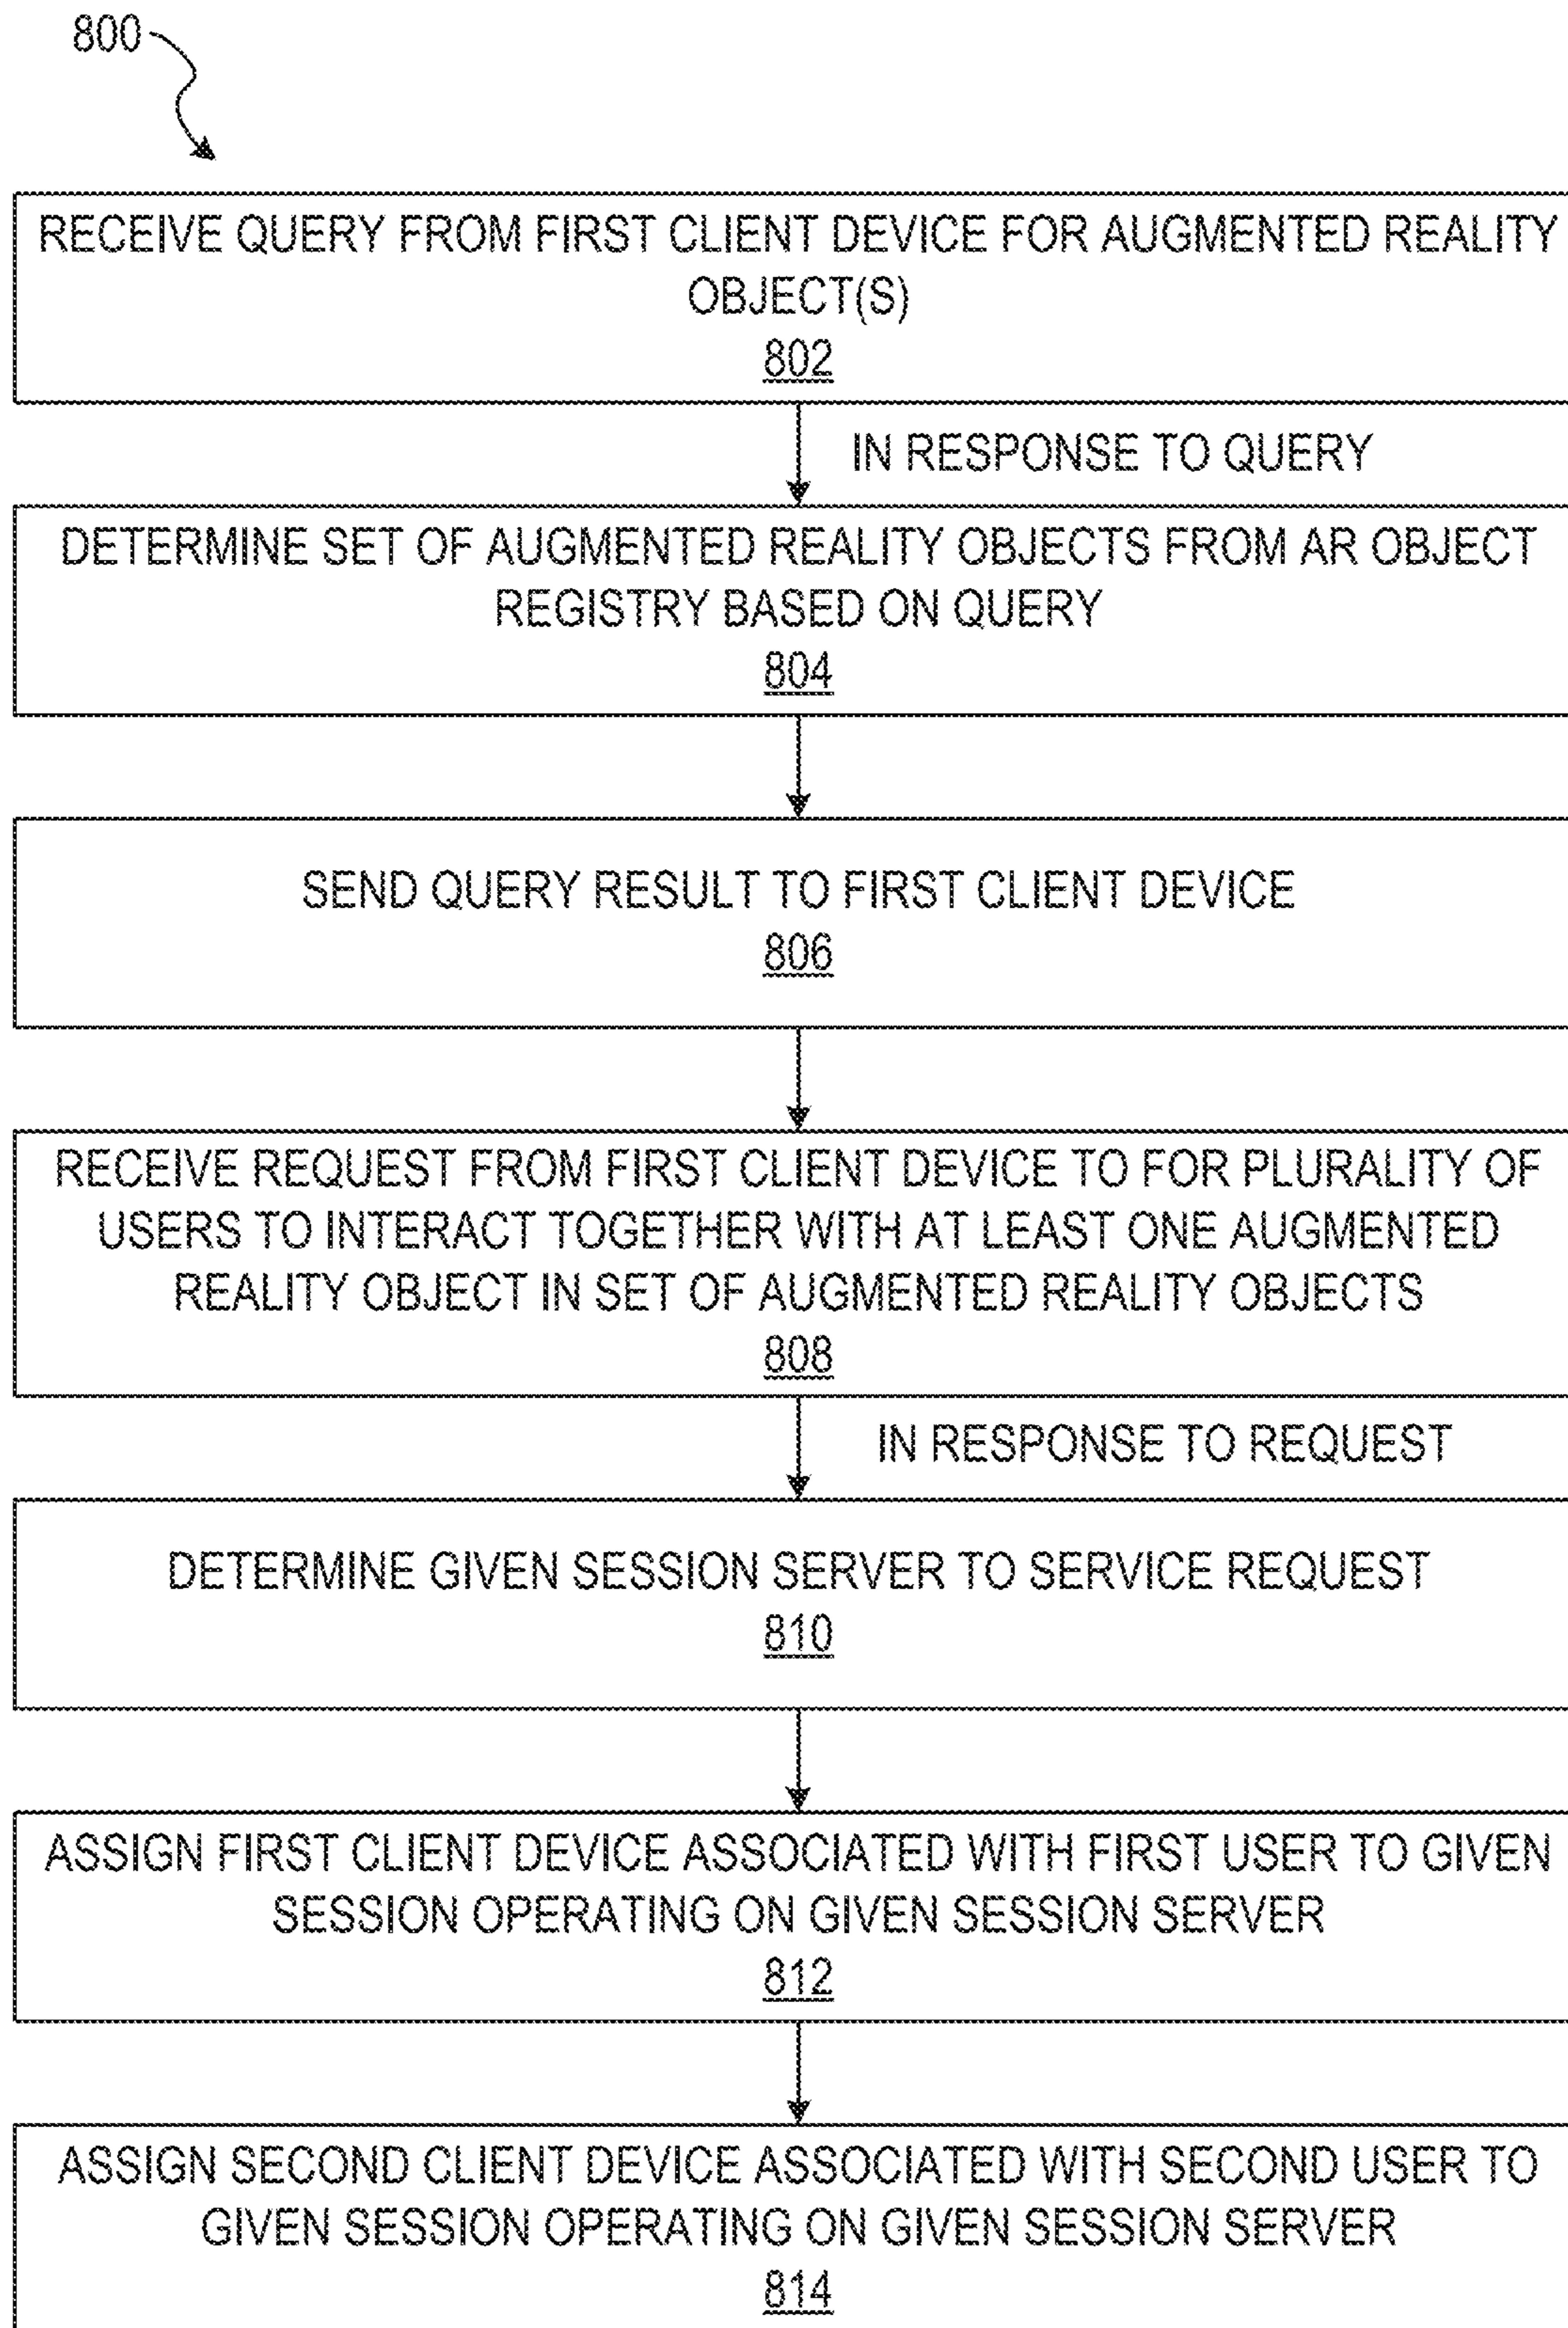 800
RECEIVE QUERY FROM FIRST CLIENT DEVICE FOR AUGMENTED REALITY
OBJECT(S)
802
IN RESPONSE TO QUERY
DETERMINE SET OF AUGMENTED REALITY OBJECTS FROM AR OBJECT
REGISTRY BASED ON QUERY
804
SEND QUERY RESULT TO FIRST CLIENT DEVICE
806
RECEIVE REQUEST FROM FIRST CLIENT DEVICE TO FOR PLURALITY OF
USERS TO INTERACT TOGETHER WITH AT LEAST ONE AUGMENTED
REALITY OBJECT IN SET OF AUGMENTED REALITY OBJECTS
808
IN RESPONSE TO REQUEST
DETERMINE GIVEN SESSION SERVER TO SERVICE REQUEST
810
ASSIGN FIRST CLIENT DEVICE ASSOCIATED WITH FIRST USER TO GIVEN
SESSION OPERATING ON GIVEN SESSION SERVER
812
ASSIGN SECOND CLIENT DEVICE ASSOCIATED WITH SECOND USER TO
GIVEN SESSION OPERATING ON GIVEN SESSION SERVER
814